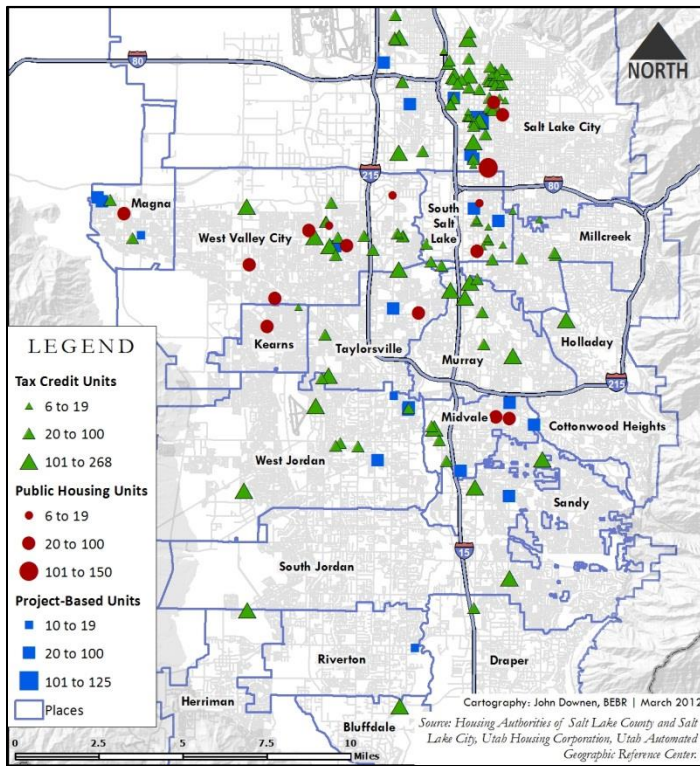 80
NORTH
Salt Lake City
215
80
Magna
South
Salt
Lake
West Valley City
Millcreek
Kearns
Taylorsville
Murray
Holladay
215
Midvale
Cottonwood Heights
West Jordan
Sandy
15
South Jordan
Riverton
Draper
Herriman
Bluffdale
LEGEND
Tax Credit Units
6 to 19
20 to 100
101 to 268
Public Housing Units
6 to 19
20 to 100
101 to 150
Project-Based Units
10 to 19
20 to 100
101 to 125
Places
0 2.5 5 7.5 10
Miles
Cartography: John Downen, BEBR | March 2012
Source: Housing Authorities of Salt Lake County and Salt
Lake City, Utah Housing Corporation, Utah Automated
Geographic Reference Center.